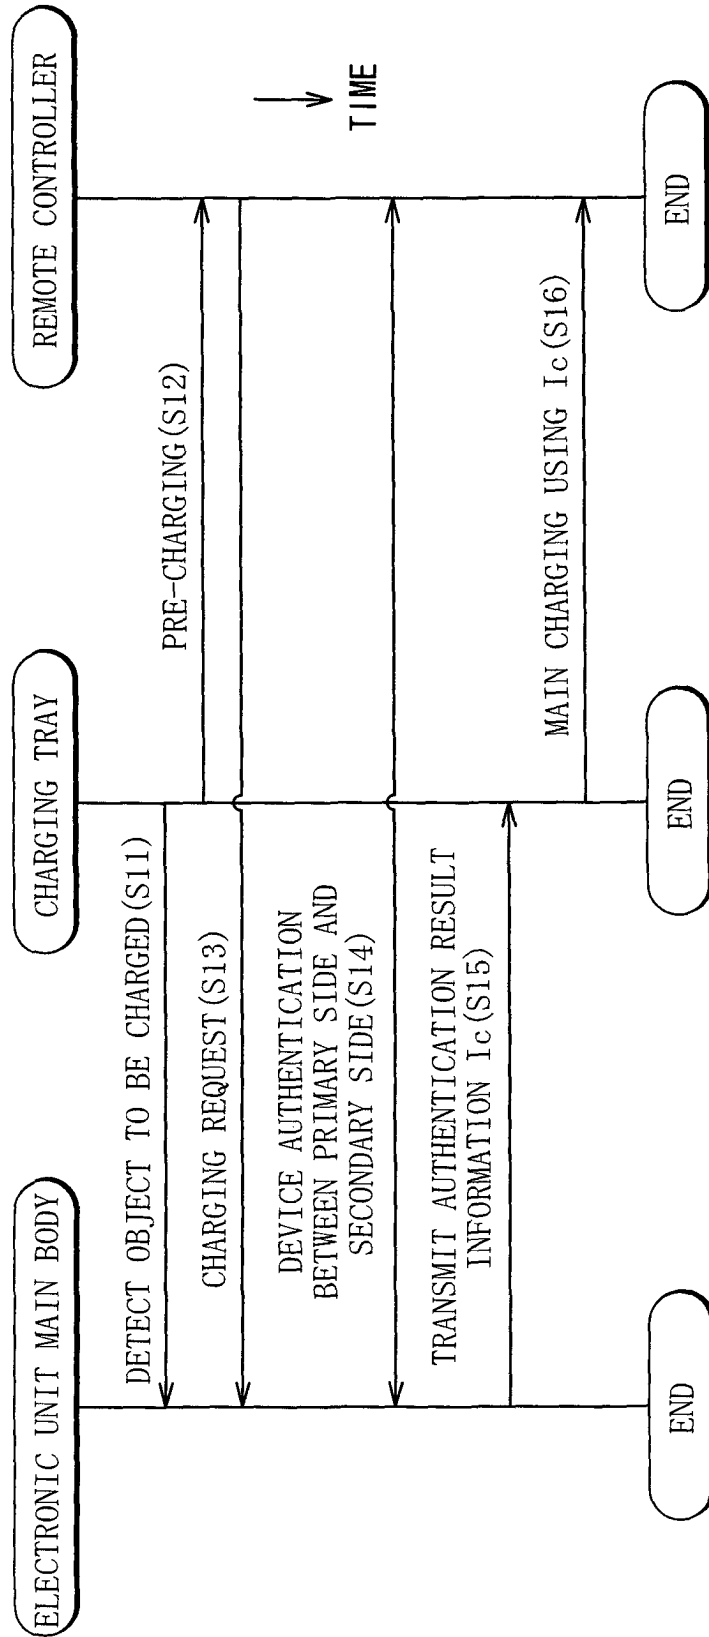 ELECTRONIC UNIT MAIN BODY
CHARGING TRAY
REMOTE CONTROLLER
TIME
DETECT OBJECT TO BE CHARGED(S11)
PRE-CHARGING(S12)
CHARGING REQUEST(S13)
DEVICE AUTHENTICATION
BETWEEN PRIMARY SIDE AND
SECONDARY SIDE(S14)
TRANSMIT AUTHENTICATION RESULT
INFORMATION Ic(S15)
MAIN CHARGING USING Ic(S16)
END
END
END